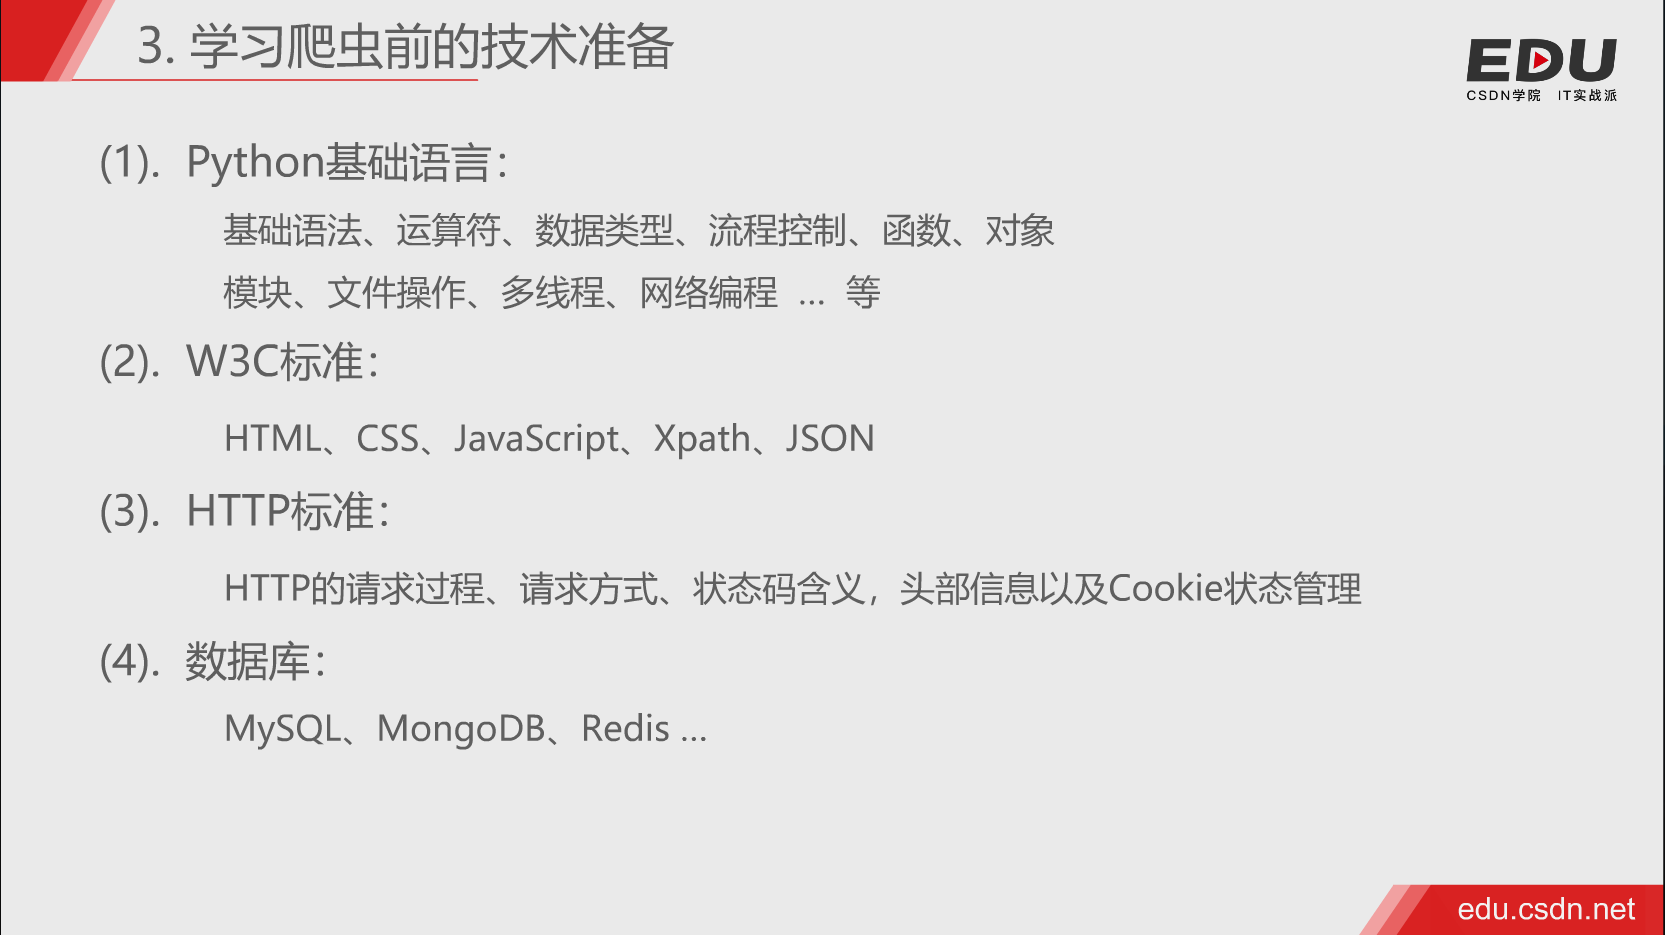 3. 学习爬虫前的技术准备
EDU
CSDN学院 IT实战派
(1). Python基础语言：
基础语法、运算符、数据类型、流程控制、函数、对象
模块、文件操作、多线程、网络编程 … 等
(2). W3C标准：
HTML、CSS、JavaScript、Xpath、JSON
(3). HTTP标准：
HTTP的请求过程、请求方式、状态码含义，头部信息以及Cookie状态管理
(4). 数据库：
MySQL、MongoDB、Redis …
edu.csdn.net